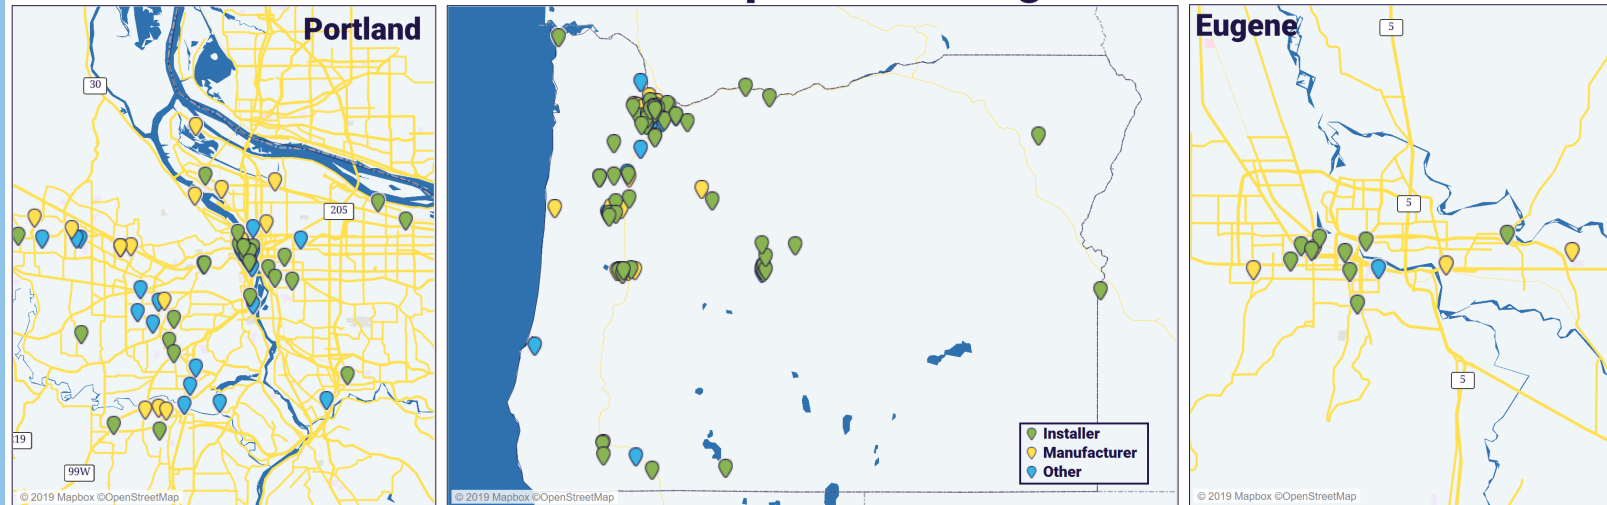 Portland
30
205
19
99W
© 2019 Mapbox ©OpenStreetMap
Installer
Manufacturer
Other
© 2019 Mapbox ©OpenStreetMap
Eugene
5
5
5
© 2019 Mapbox ©OpenStreetMap